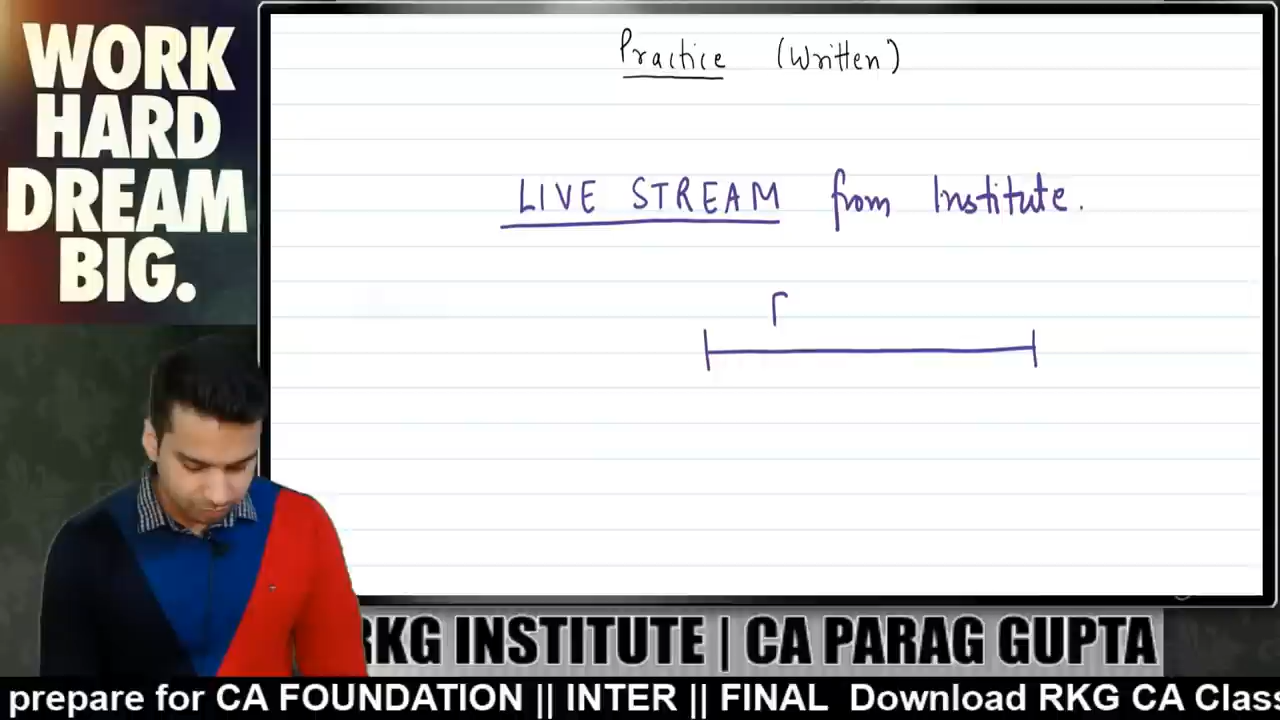 WORK
HARD
DREAM
BIG.
Practice (Written)
LIVE STREAM from Institute.
RKG INSTITUTE | CA PARAG GUPTA
prepare for CA FOUNDATION || INTER || FINAL Download RKG CA Class